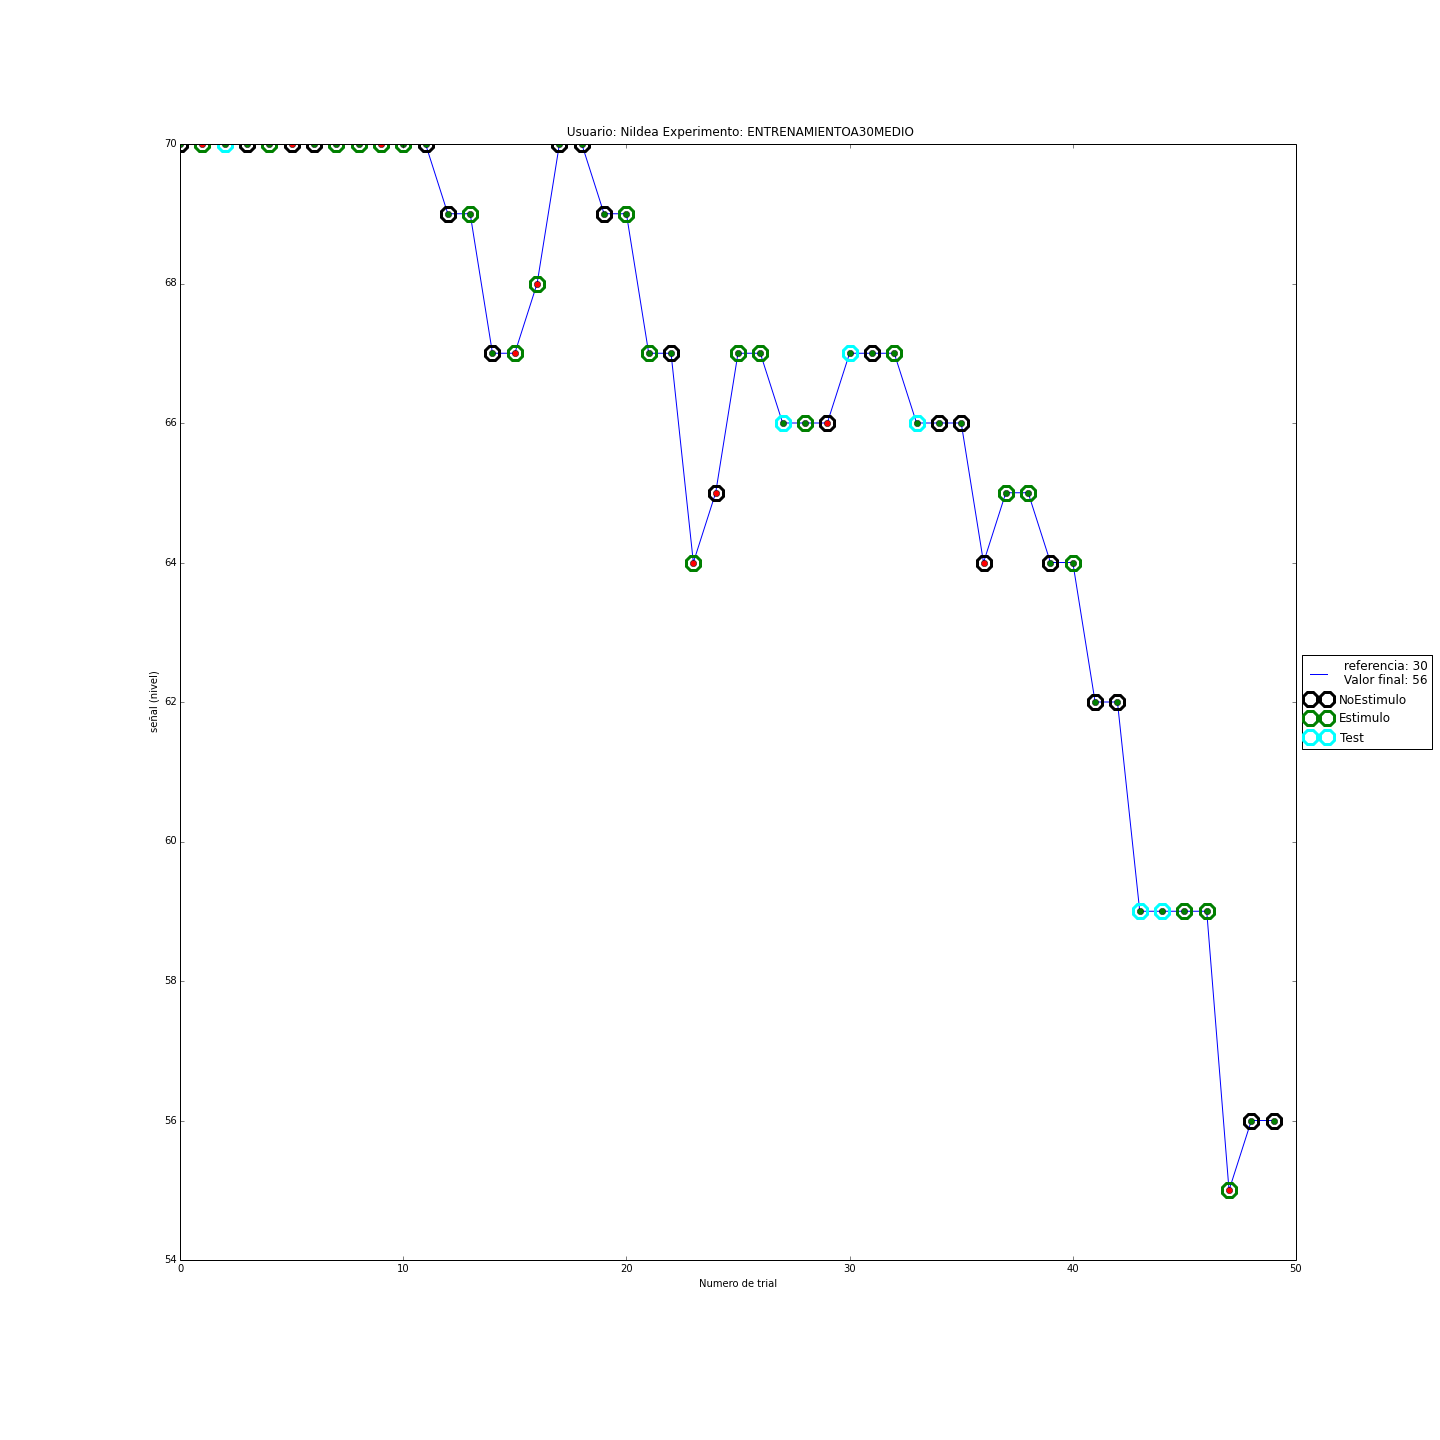 Usuario: NiIdea Experimento: ENTRENAMIENTOA30MEDIO
70
68
66
64
62
60
58
56
54
señal (nivel)
0 10 20 30 40 50
Numero de trial
referencia: 30
Valor final: 56
NoEstimulo
Estimulo
Test